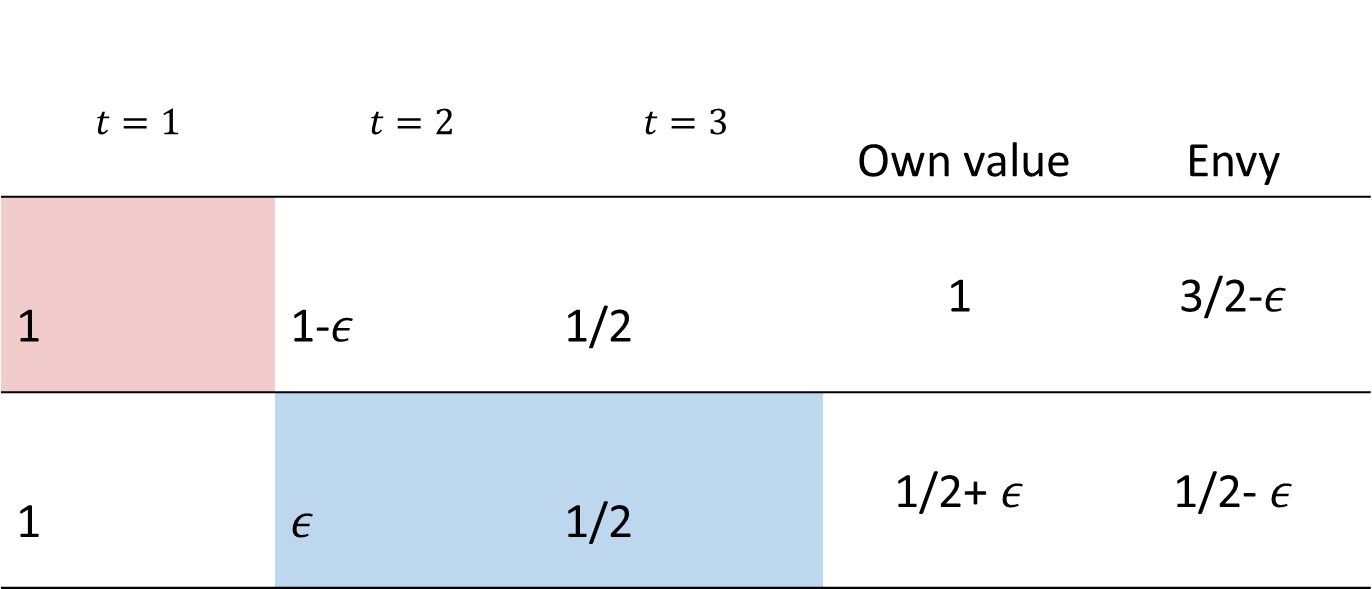 t = 1 t = 2 t = 3 Own value Envy
1 1-ϵ 1/2 1 3/2-ϵ
1 ϵ 1/2 1/2+ ϵ 1/2- ϵ